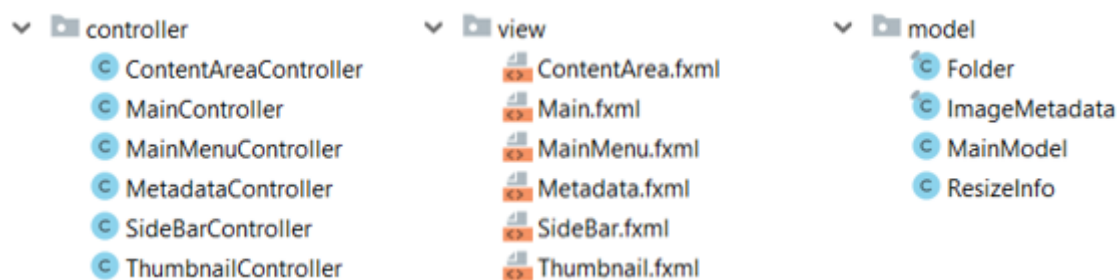 controller
ContentAreaController
MainController
MainMenuController
MetadataController
SideBarController
ThumbnailController
view
ContentArea.fxml
Main.fxml
MainMenu.fxml
Metadata.fxml
SideBar.fxml
Thumbnail.fxml
model
Folder
ImageMetadata
MainModel
ResizeInfo